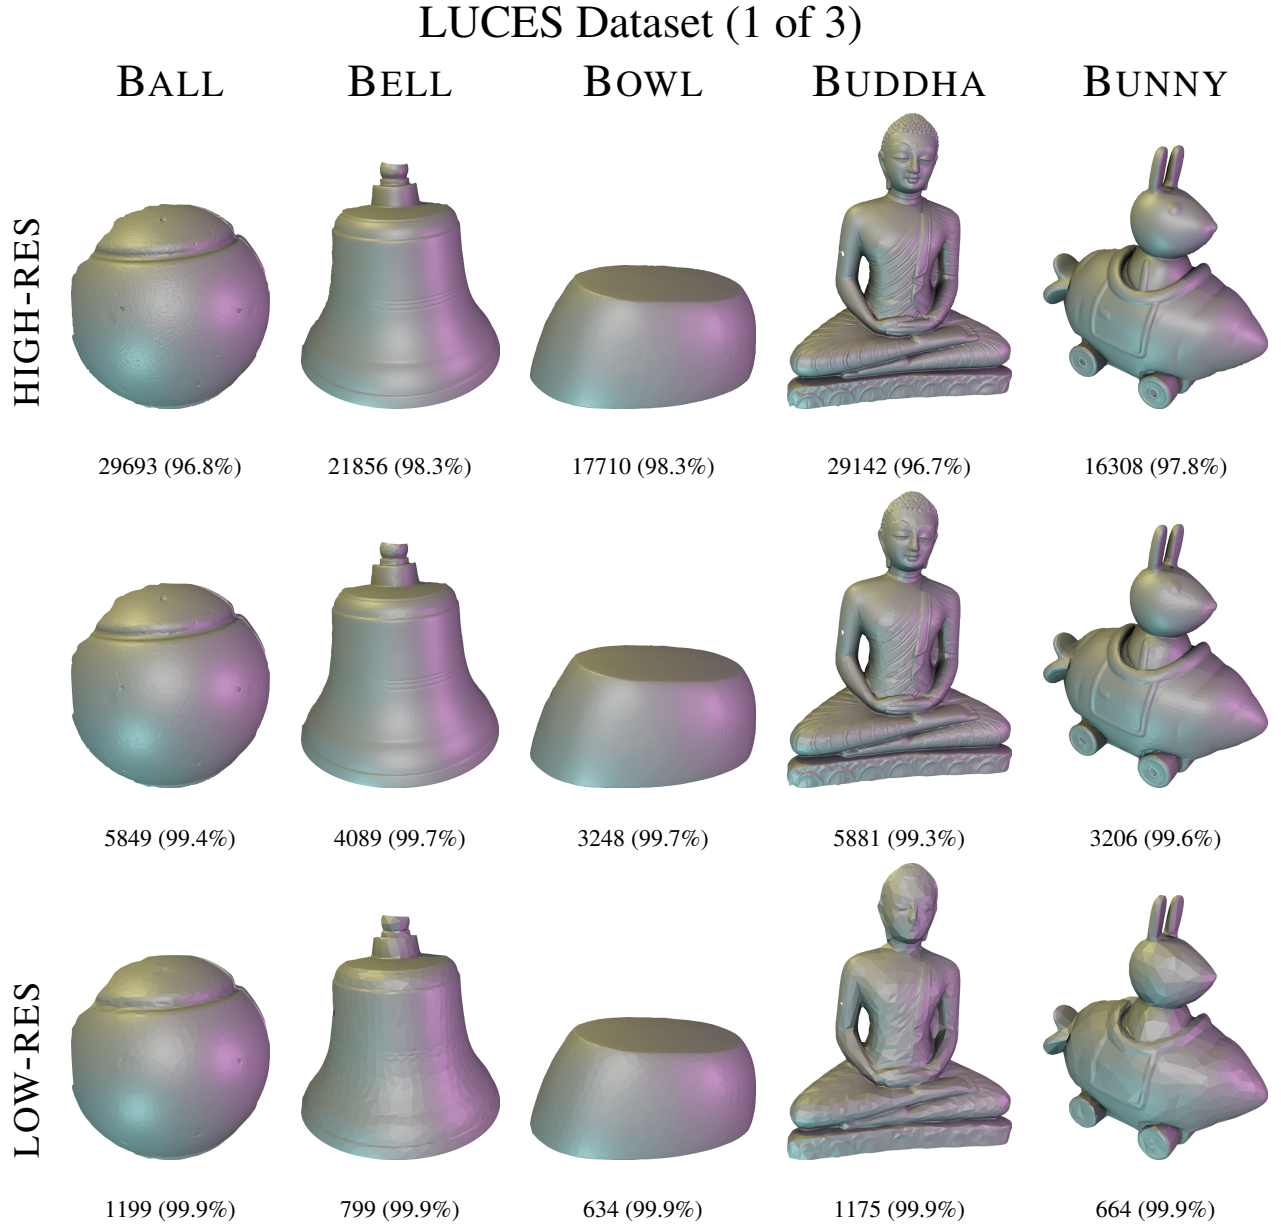 LUCES Dataset (1 of 3)
BALL BELL BOWL BUDDHA BUNNY
HIGH-RES
29693 (96.8%) 21856 (98.3%) 17710 (98.3%) 29142 (96.7%) 16308 (97.8%)
5849 (99.4%) 4089 (99.7%) 3248 (99.7%) 5881 (99.3%) 3206 (99.6%)
LOW-RES
1199 (99.9%) 799 (99.9%) 634 (99.9%) 1175 (99.9%) 664 (99.9%)